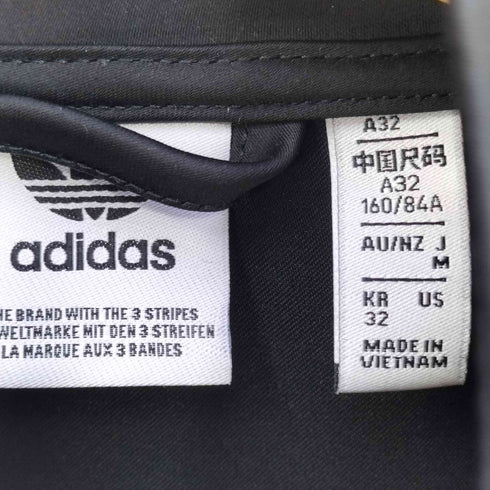 adidas
THE BRAND WITH THE 3 STRIPES
WELTMARKE MIT DEN 3 STREIFEN
LA MARQUE AUX 3 BANDES
A32
中国尺码
A32
160/84A
AU/NZ J
M
KR US
32
MADE IN
VIETNAM